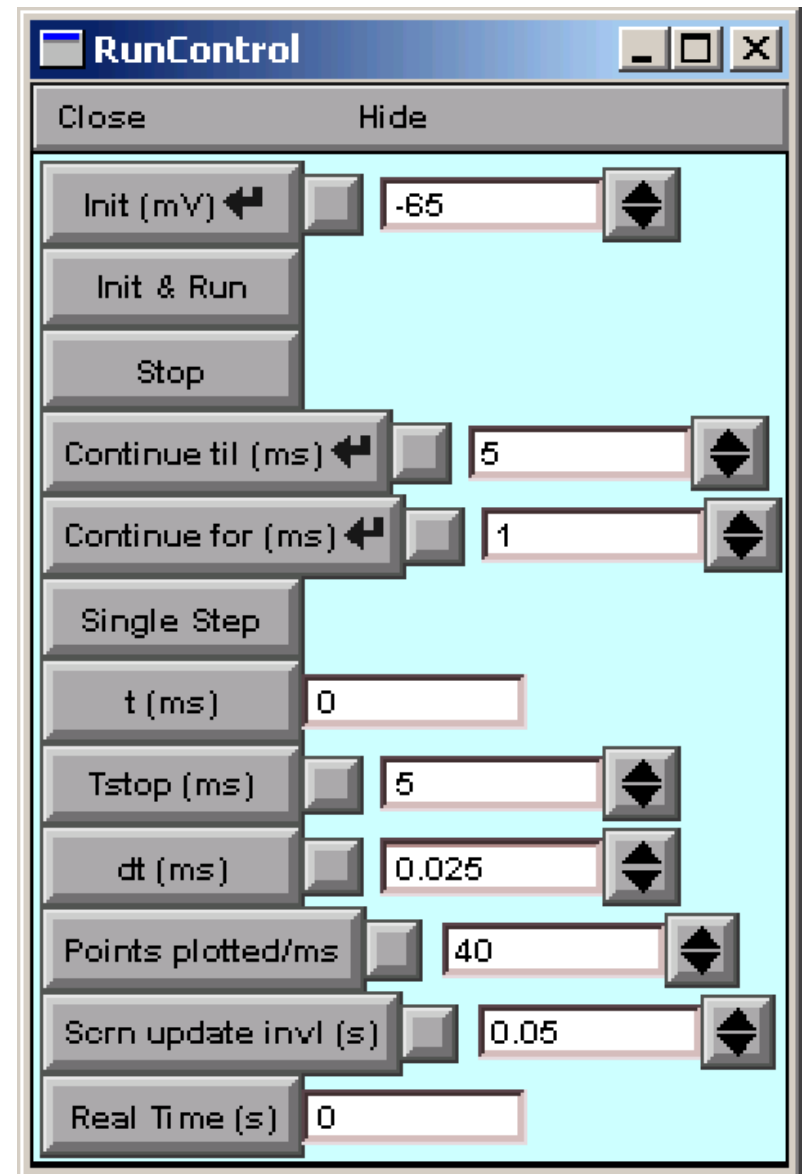 RunControl
Close Hide
Init (mV) -65
Init & Run
Stop
Continue til (ms) 5
Continue for (ms) 1
Single Step
t (ms) 0
Tstop (ms) 5
dt (ms) 0.025
Points plotted/ms 40
Scrn update invl (s) 0.05
Real Time (s) 0